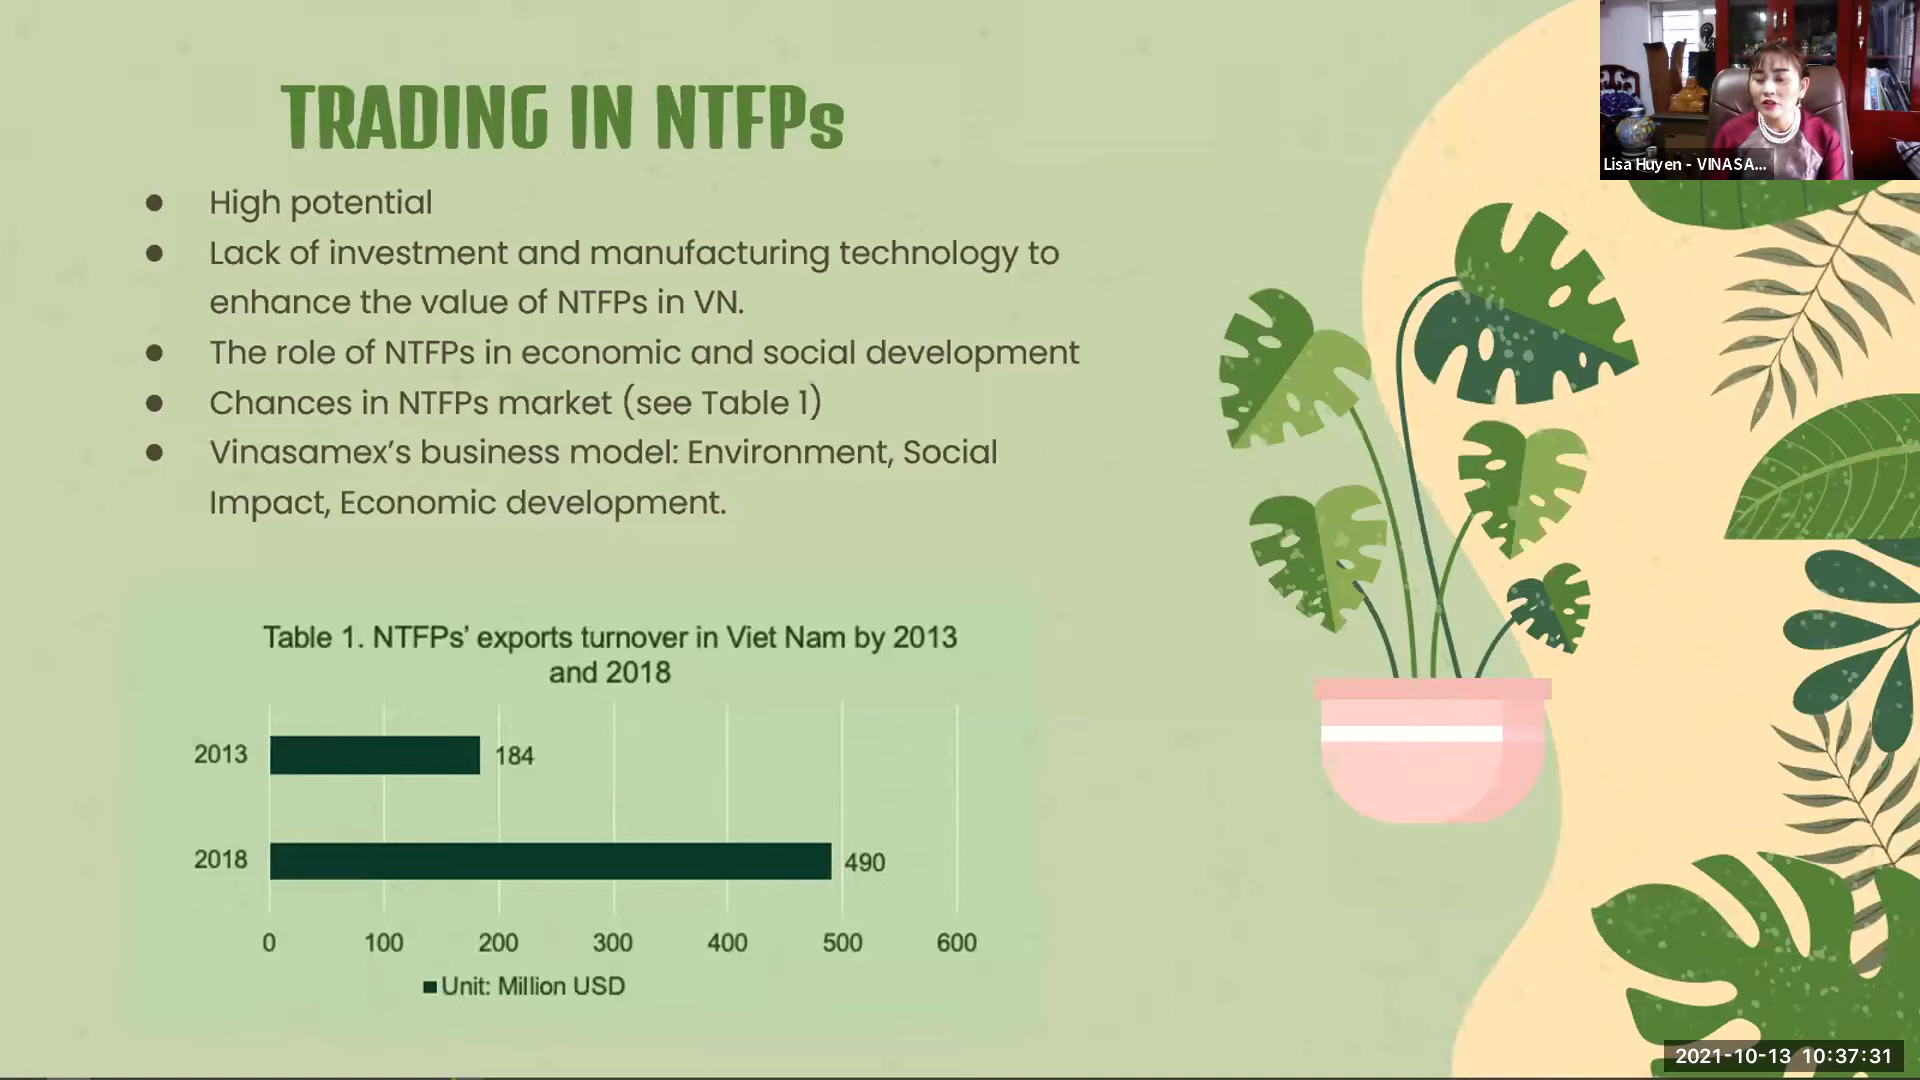 TRADING IN NTFPs
● High potential
● Lack of investment and manufacturing technology to
enhance the value of NTFPs in VN.
● The role of NTFPs in economic and social development
● Chances in NTFPs market (see Table 1)
● Vinasamex’s business model: Environment, Social
Impact, Economic development.
Table 1. NTFPs’ exports turnover in Viet Nam by 2013
and 2018
2013 184
2018 490
0 100 200 300 400 500 600
Unit: Million USD
Lisa Huyen - VINASA...
2021-10-13 10:37:31